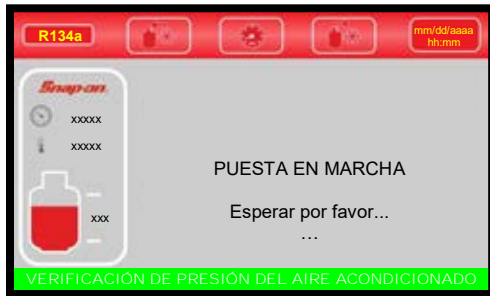 R134a
mm/dd/aaaa
hh:mm
Snap-on
xxxxx
xxxxx
xxx
PUESTA EN MARCHA
Esperar por favor...
...
VERIFICACIÓN DE PRESIÓN DEL AIRE ACONDICIONADO